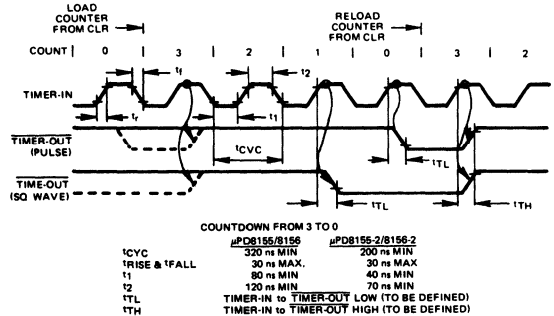 LOAD COUNTER FROM CLR
RELOAD COUNTER FROM CLR
COUNT | 0 | 3 | 2 | 1 | 0 | 3 | 2
TIMER-IN
tf
t2
tr
t1
TIMER-OUT (PULSE)
tCYC
tTL
TIME-OUT (SQ WAVE)
tTL
tTH
COUNTDOWN FROM 3 TO 0
µPD8155/8156 µPD8155-2/8156-2
tCYC 320 ns MIN 200 ns MIN
tRISE & tFALL 30 ns MAX. 30 ns MAX
t1 80 ns MIN 40 ns MIN
t2 120 ns MIN 70 ns MIN
tTL TIMER-IN to TIMER-OUT LOW (TO BE DEFINED)
tTH TIMER-IN to TIMER-OUT HIGH (TO BE DEFINED)